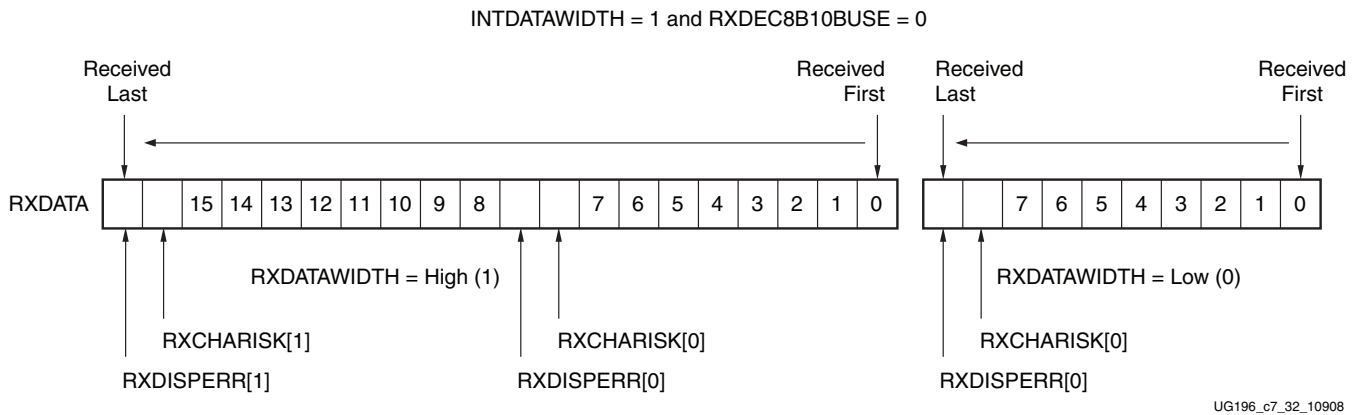 INTDATAWIDTH = 1 and RXDEC8B10BUSE = 0
Received Last
Received First
Received Last
Received First
RXDATA
15 14 13 12 11 10 9 8 7 6 5 4 3 2 1 0
7 6 5 4 3 2 1 0
RXDATAWIDTH = High (1)
RXDATAWIDTH = Low (0)
RXCHARISK[1]
RXCHARISK[0]
RXCHARISK[0]
RXDISPERR[1]
RXDISPERR[0]
RXDISPERR[0]
UG196_c7_32_10908